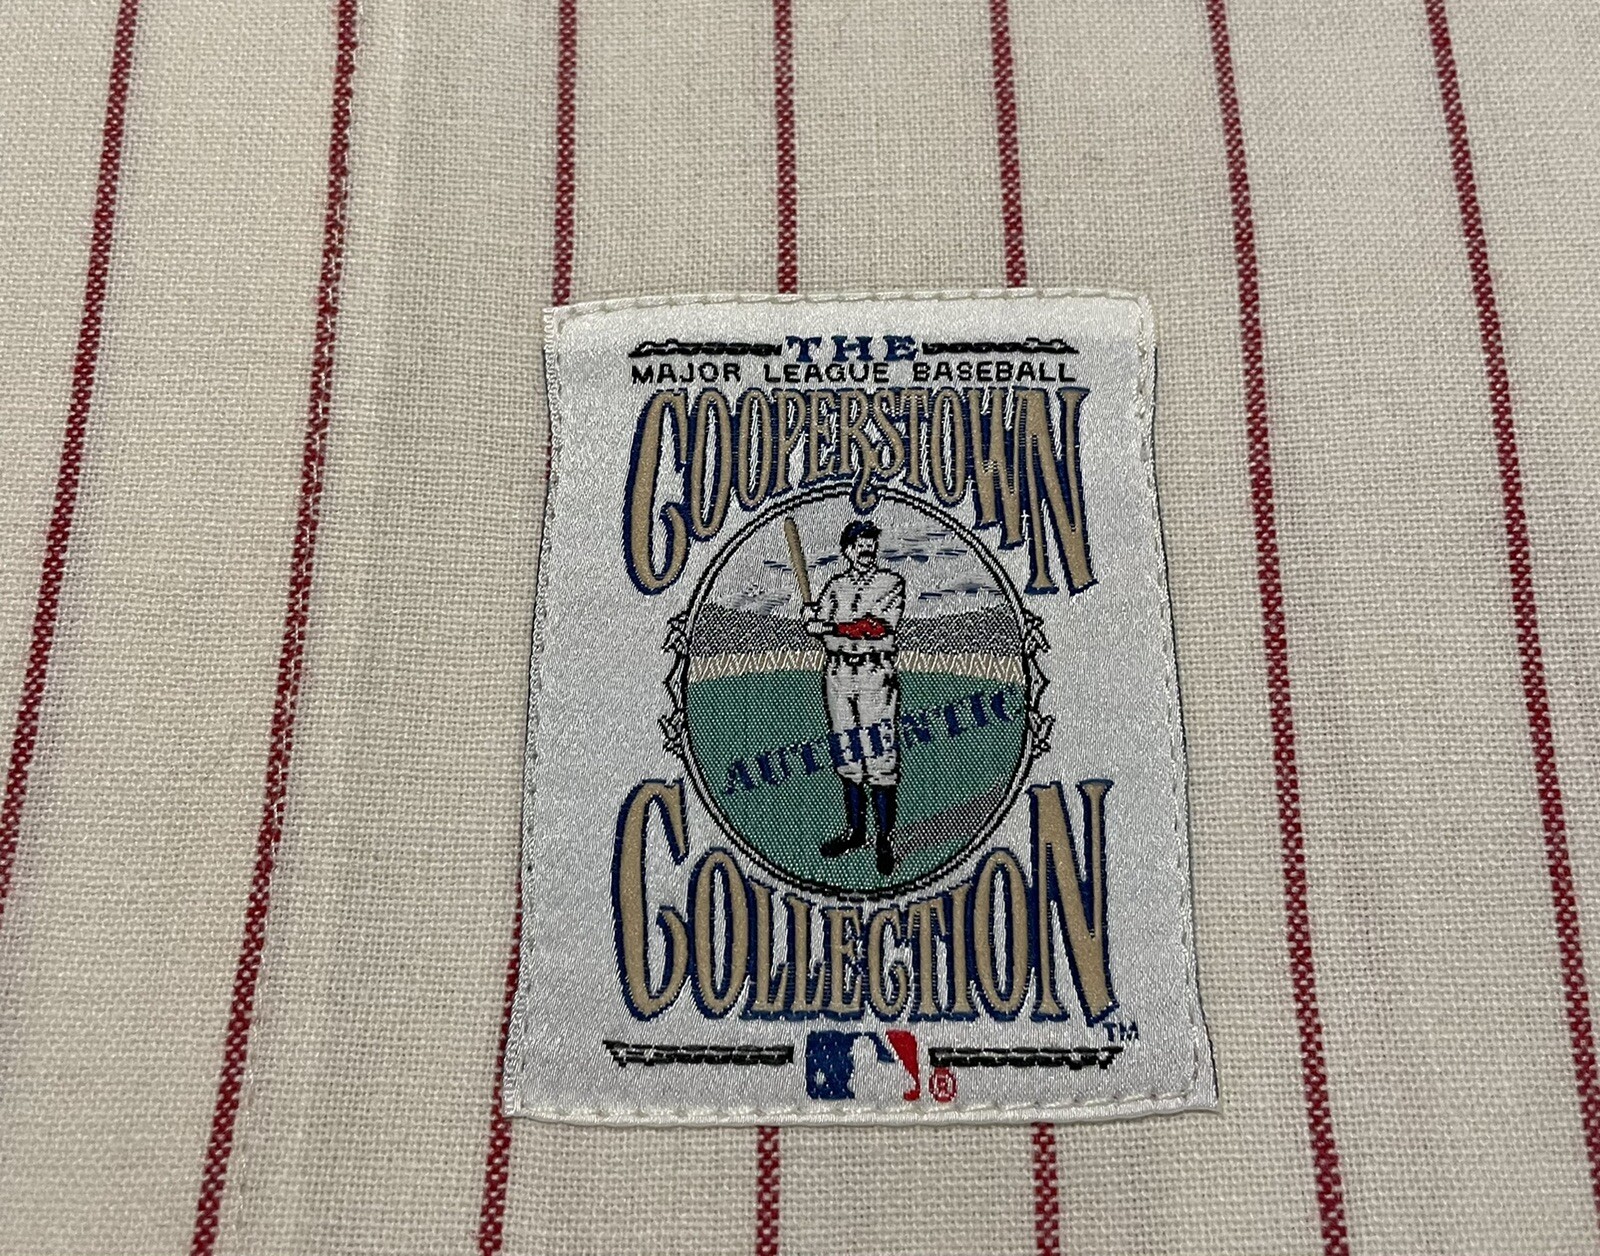 THE
MAJOR LEAGUE BASEBALL
COOPERSTOWN
AUTHENTIC
COLLECTION
TM
®